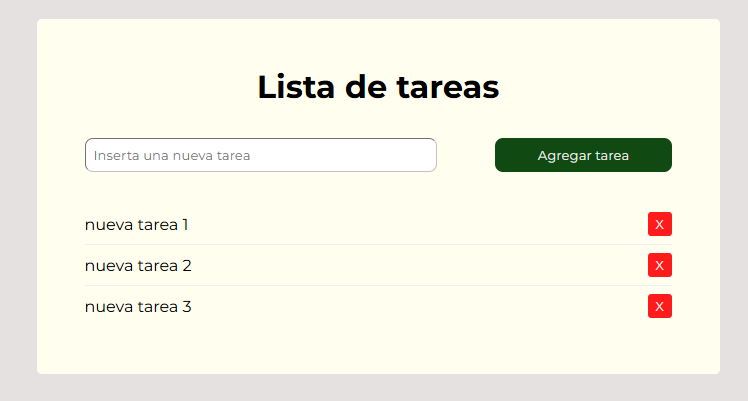 Lista de tareas
Inserta una nueva tarea
Agregar tarea
nueva tarea 1
X
nueva tarea 2
X
nueva tarea 3
X